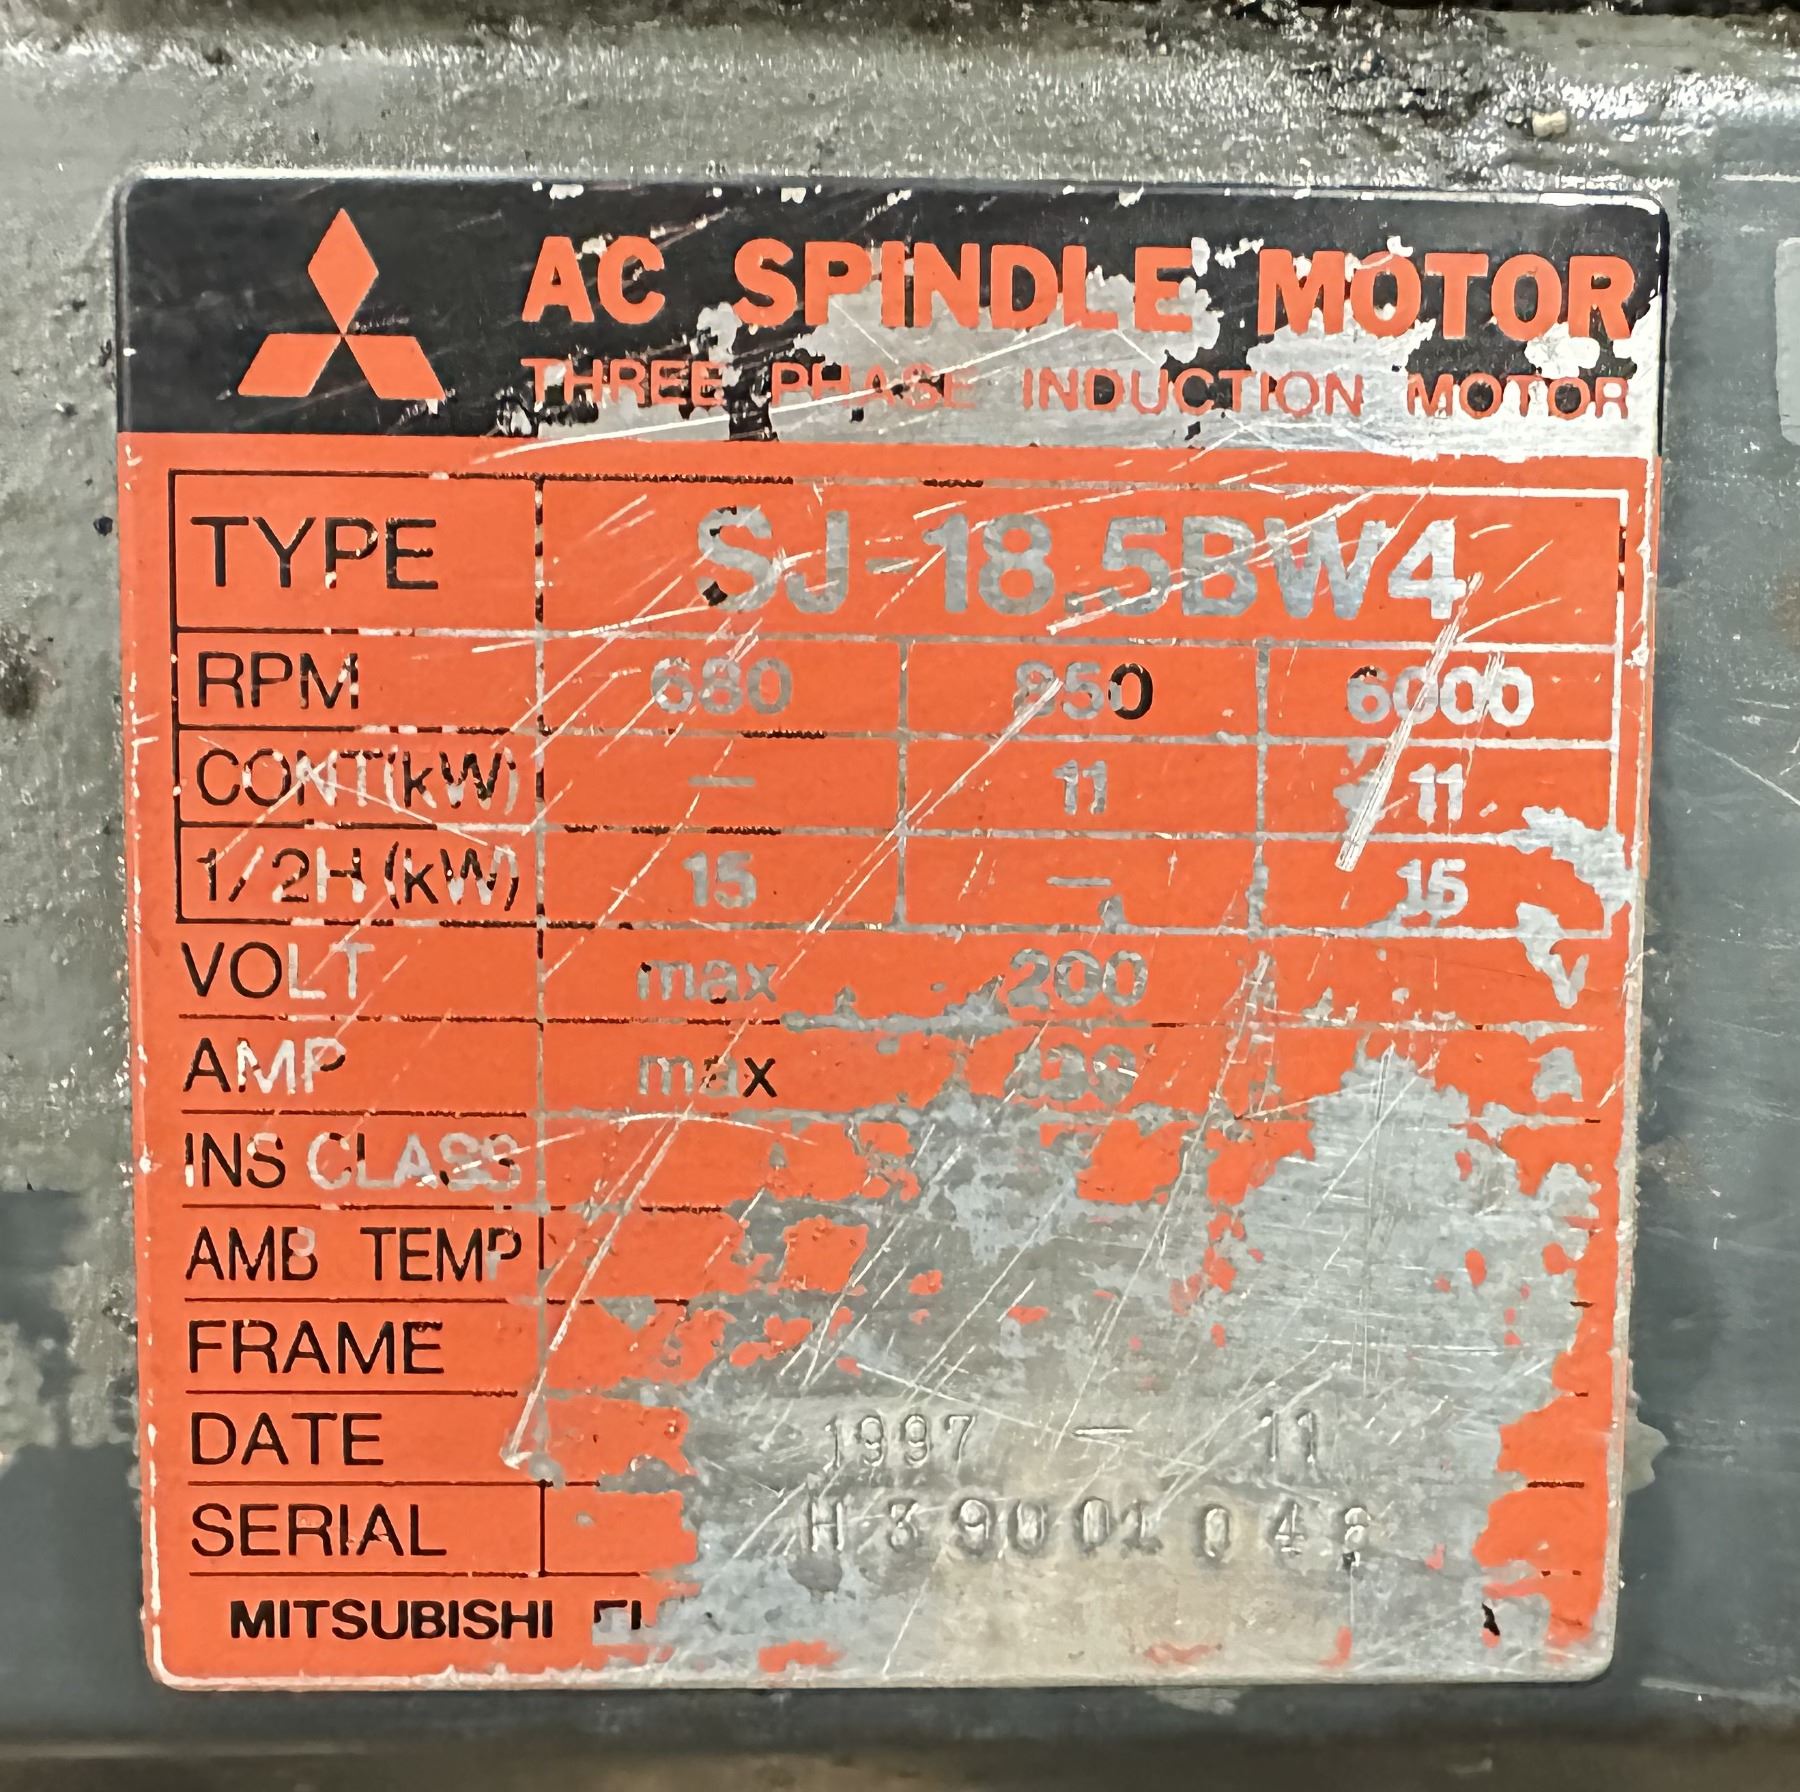 AC SPINDLE MOTOR
THREE PHASE INDUCTION MOTOR
TYPE SJ-18.5BW4
RPM 680 850 6000
CONT(kW) — 11 11
1/2H(kW) 15 — 15
VOLT max 200 V
AMP max A
INS CLASS
AMB TEMP
FRAME
DATE 1997 — 11
SERIAL
MITSUBISHI